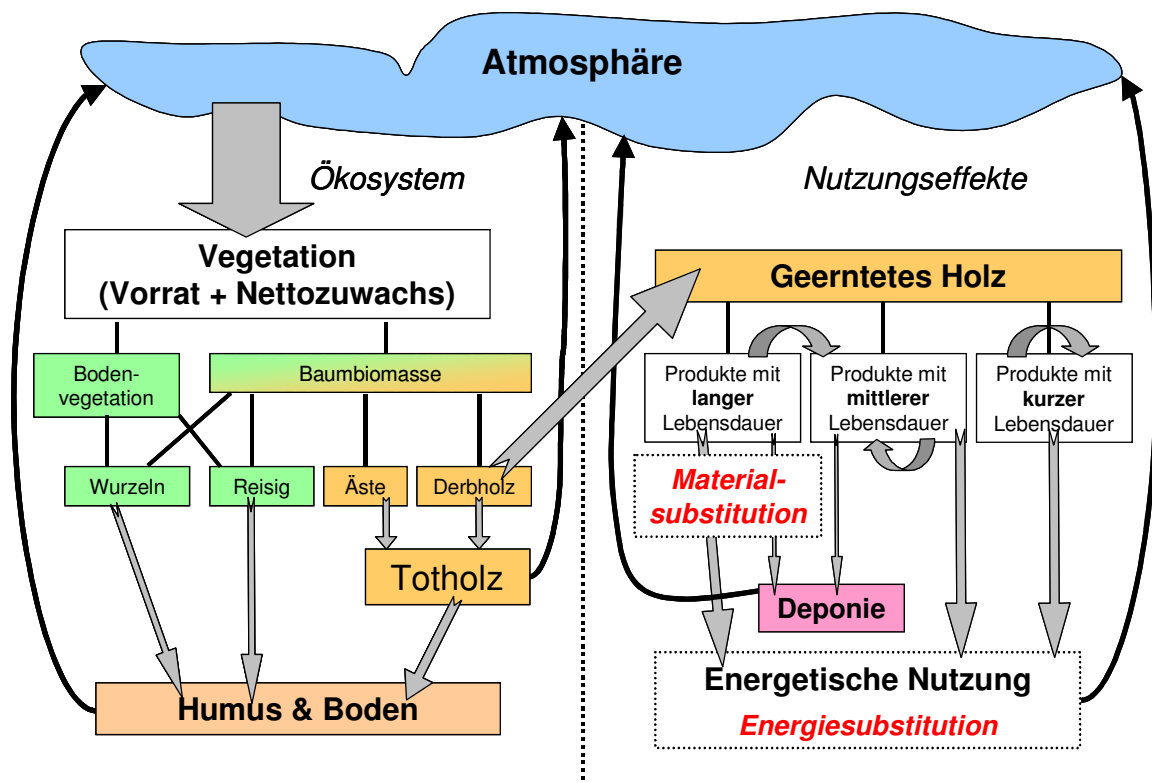 Atmosphäre
Ökosystem
Nutzungseffekte
Vegetation
(Vorrat + Nettozuwachs)
Geerntetes Holz
Boden-
vegetation
Baumbiomasse
Produkte mit
langer
Lebensdauer
Produkte mit
mittlerer
Lebensdauer
Produkte mit
kurzer
Lebensdauer
Wurzeln
Reisig
Äste
Derbholz
Material-
substitution
Totholz
Deponie
Humus & Boden
Energetische Nutzung
Energiesubstitution